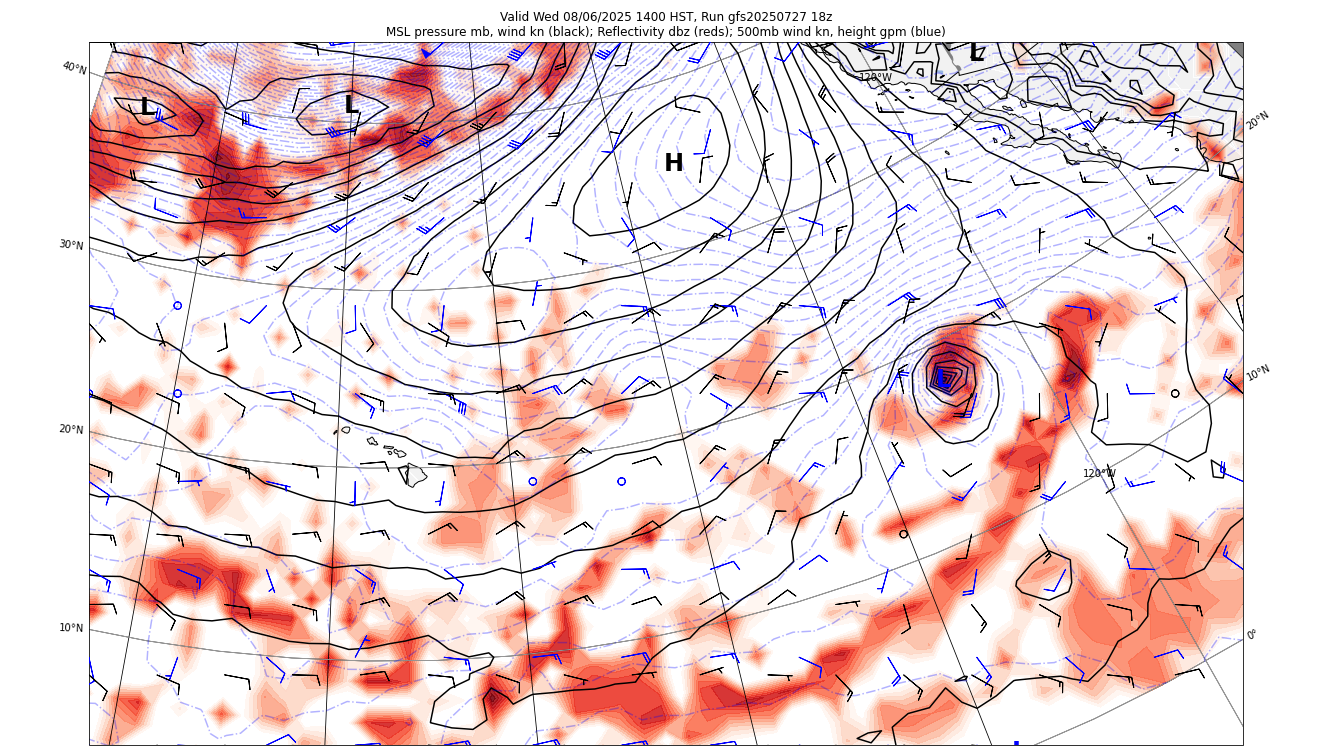 Valid Wed 08/06/2025 1400 HST, Run gfs20250727 18z
MSL pressure mb, wind kn (black); Reflectivity dbz (reds); 500mb wind kn, height gpm (blue)
L
40°N
120°W
L
L
20°N
H
30°N
10°N
20°N
120°W
10°N
0°
L